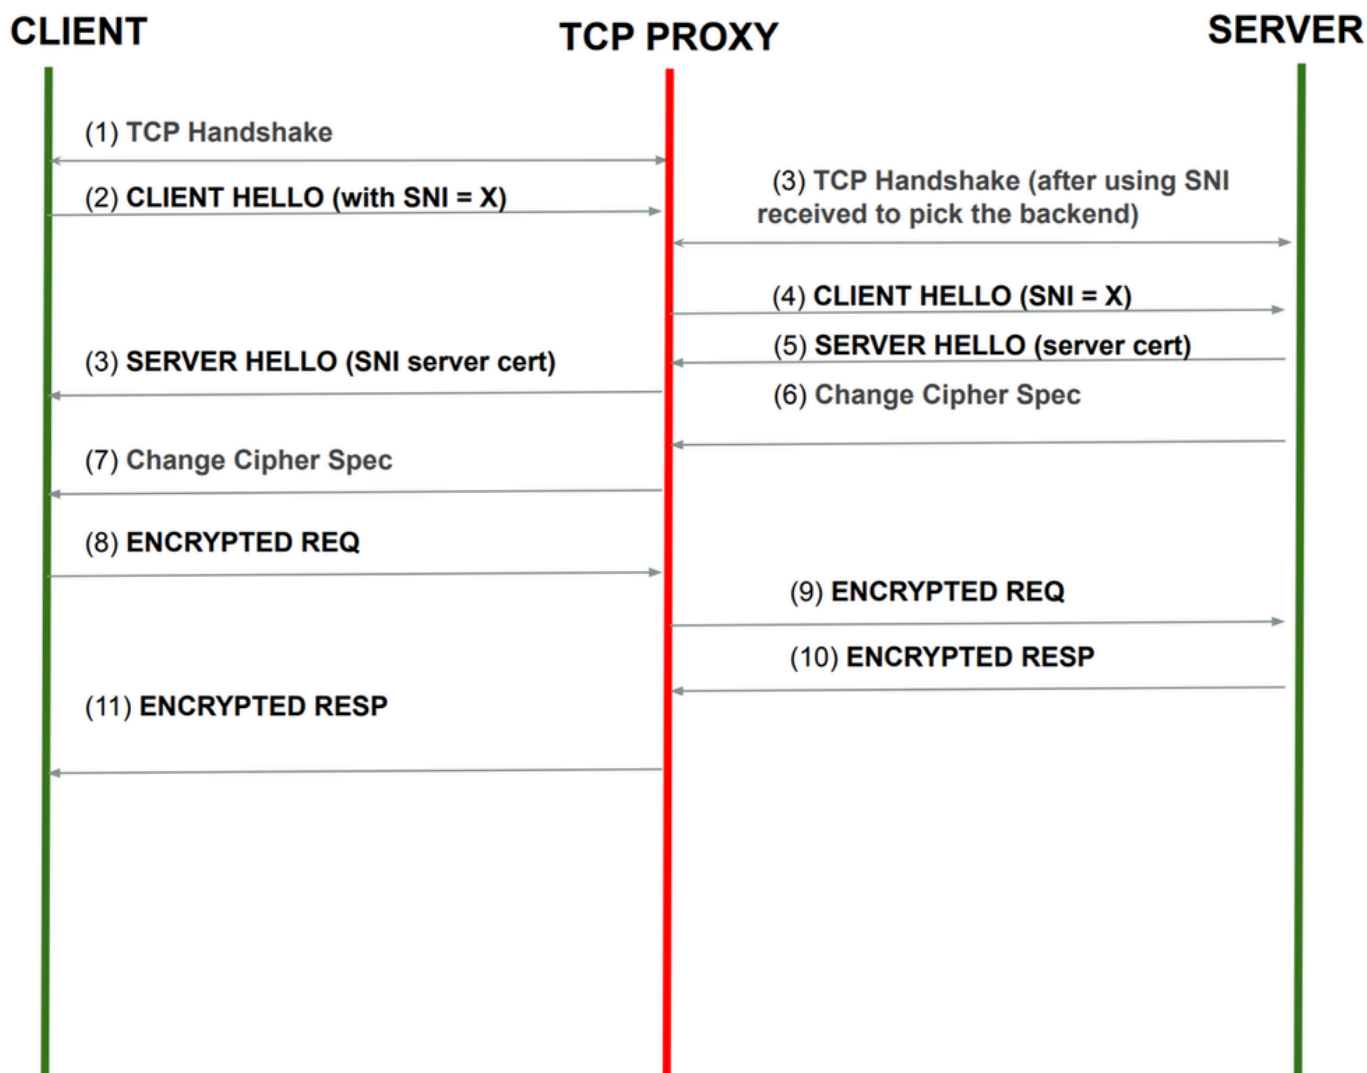 CLIENT
TCP PROXY
SERVER
(1) TCP Handshake
(2) CLIENT HELLO (with SNI = X)
(3) TCP Handshake (after using SNI
received to pick the backend)
(4) CLIENT HELLO (SNI = X)
(5) SERVER HELLO (server cert)
(3) SERVER HELLO (SNI server cert)
(6) Change Cipher Spec
(7) Change Cipher Spec
(8) ENCRYPTED REQ
(9) ENCRYPTED REQ
(10) ENCRYPTED RESP
(11) ENCRYPTED RESP